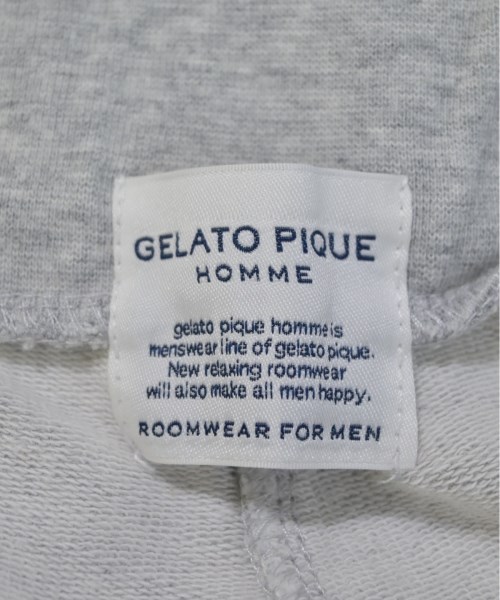 GELATO PIQUE
HOMME
gelato pique homme is
menswear line of gelato pique.
New relaxing roomwear
will also make all men happy.
ROOMWEAR FOR MEN